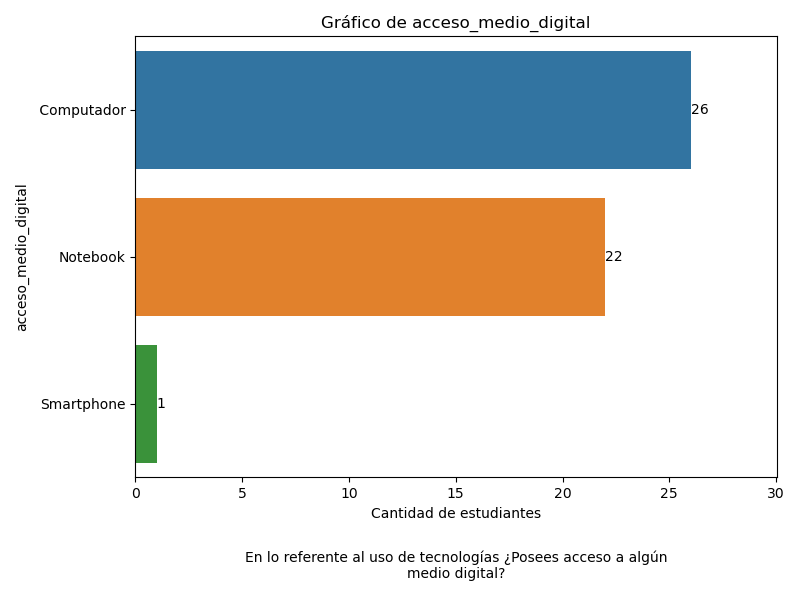 Gráfico de acceso_medio_digital
acceso_medio_digital
Computador
26
Notebook
22
Smartphone
1
0 5 10 15 20 25 30
Cantidad de estudiantes
En lo referente al uso de tecnologías ¿Posees acceso a algún
medio digital?